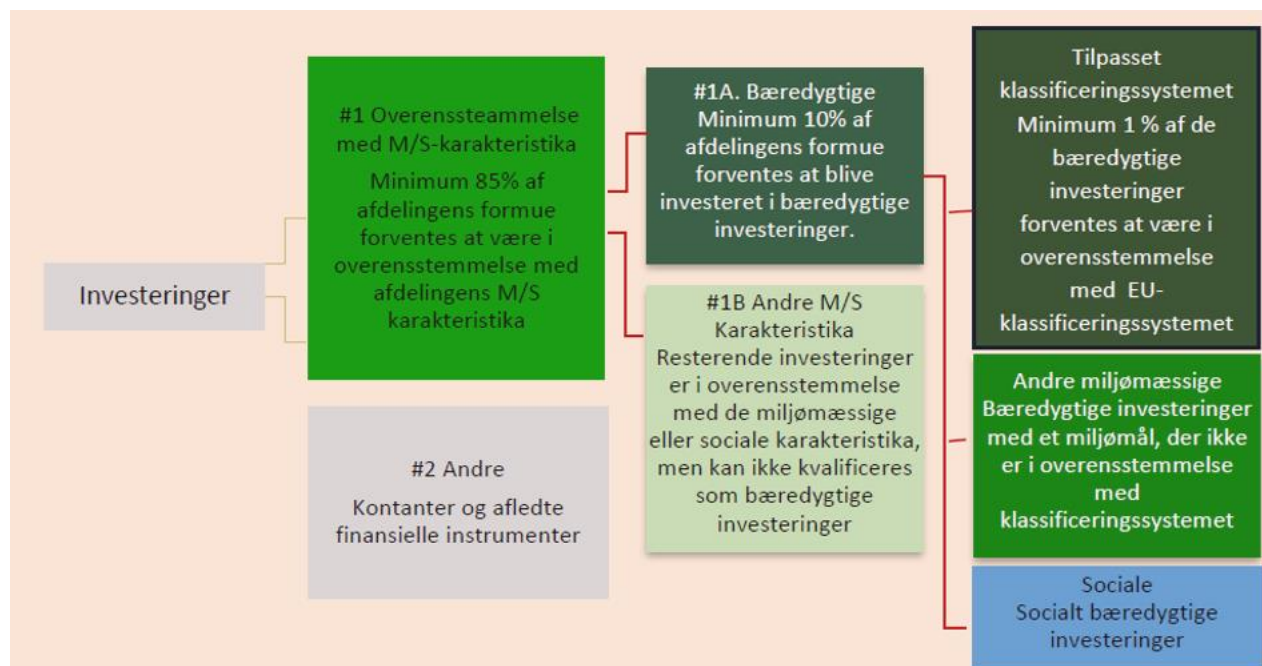 Investeringer
#1 Overenssteammelse
med M/S-karakteristika
Minimum 85% af
afdelingens formue
forventes at være i
overensstemmelse med
afdelingens M/S
karakteristika
#2 Andre
Kontanter og afledte
finansielle instrumenter
#1A. Bæredygtige
Minimum 10% af
afdelingens formue
forventes at blive
investeret i bæredygtige
investeringer.
#1B Andre M/S
Karakteristika
Resterende investeringer
er i overensstemmelse
med de miljømæssige
eller sociale karakteristika,
men kan ikke kvalificeres
som bæredygtige
investeringer
Tilpasset
klassificeringssystemet
Minimum 1 % af de
bæredygtige
investeringer
forventes at være i
overensstemmelse
med EU-
klassificeringssystemet
Andre miljømæssige
Bæredygtige investeringer
med et miljømål, der ikke
er i overensstemmelse
med
klassificeringssystemet
Sociale
Socialt bæredygtige
investeringer